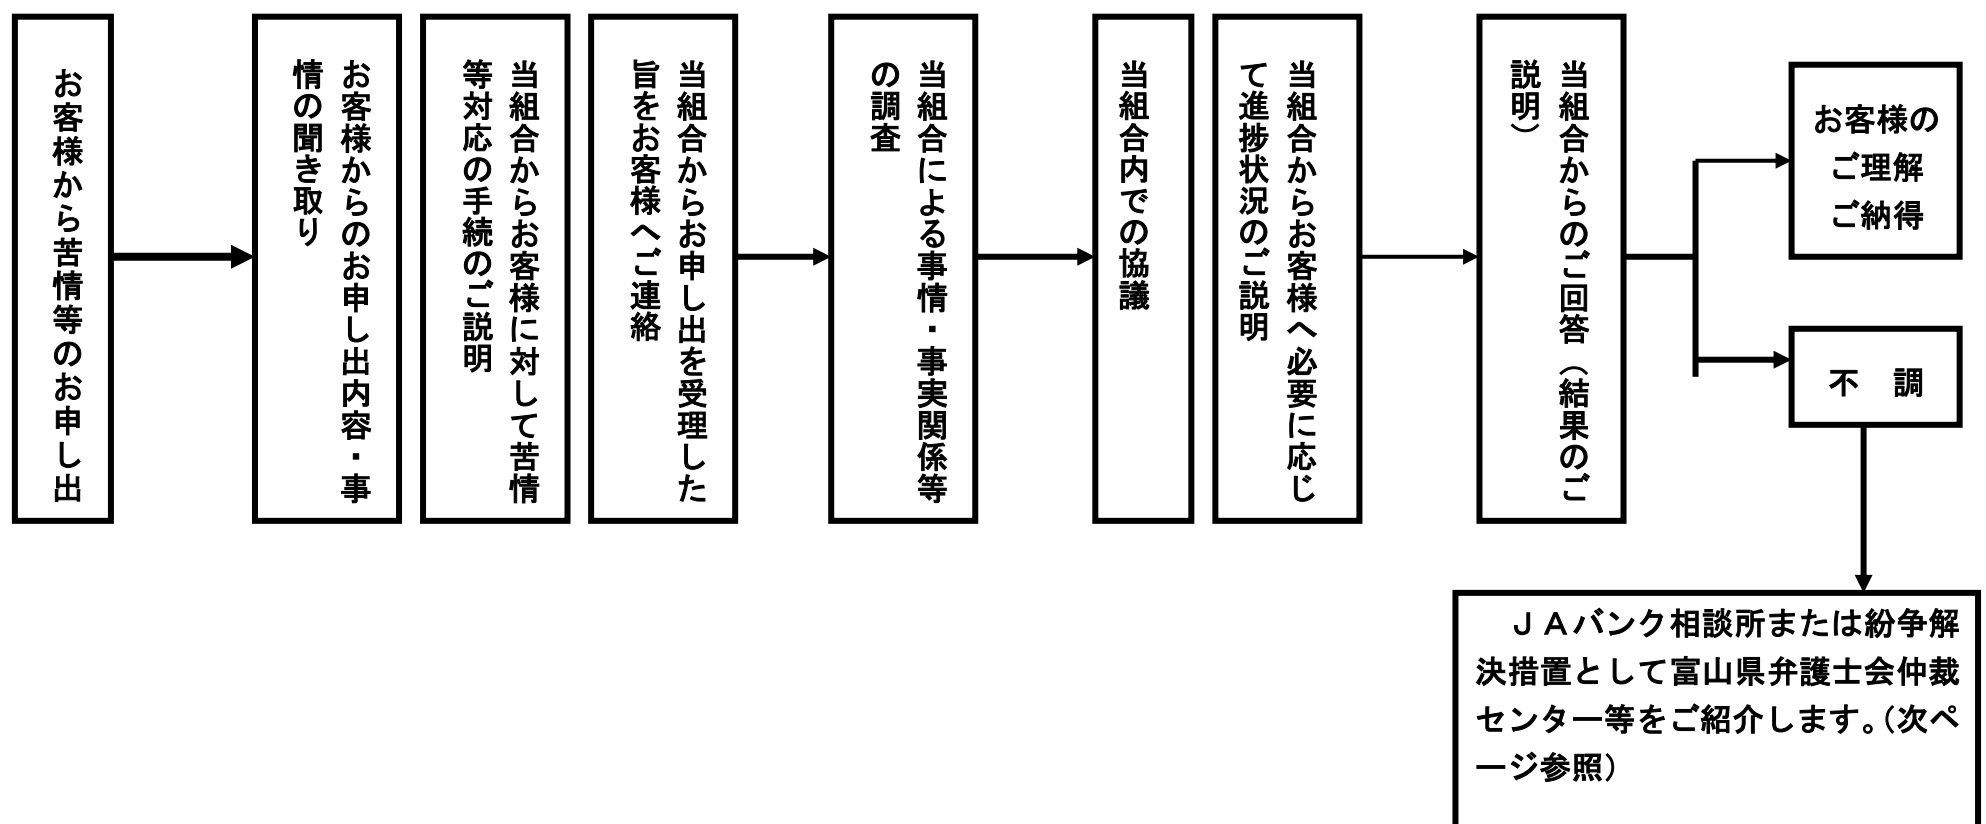 お客様から苦情等のお申し出
お客様からのお申し出内容・事
情の聞き取り
当組合からお客様に対して苦情
等対応の手続のご説明
当組合からお申し出を受理した
旨をお客様へご連絡
当組合による事情・事実関係等
の調査
当組合内での協議
当組合からお客様へ必要に応じ
て進捗状況のご説明
当組合からのご回答（結果のご
説明）
お客様の
ご理解
ご納得
不　調
ＪＡバンク相談所または紛争解
決措置として富山県弁護士会仲裁
センター等をご紹介します。（次ペ
ージ参照）